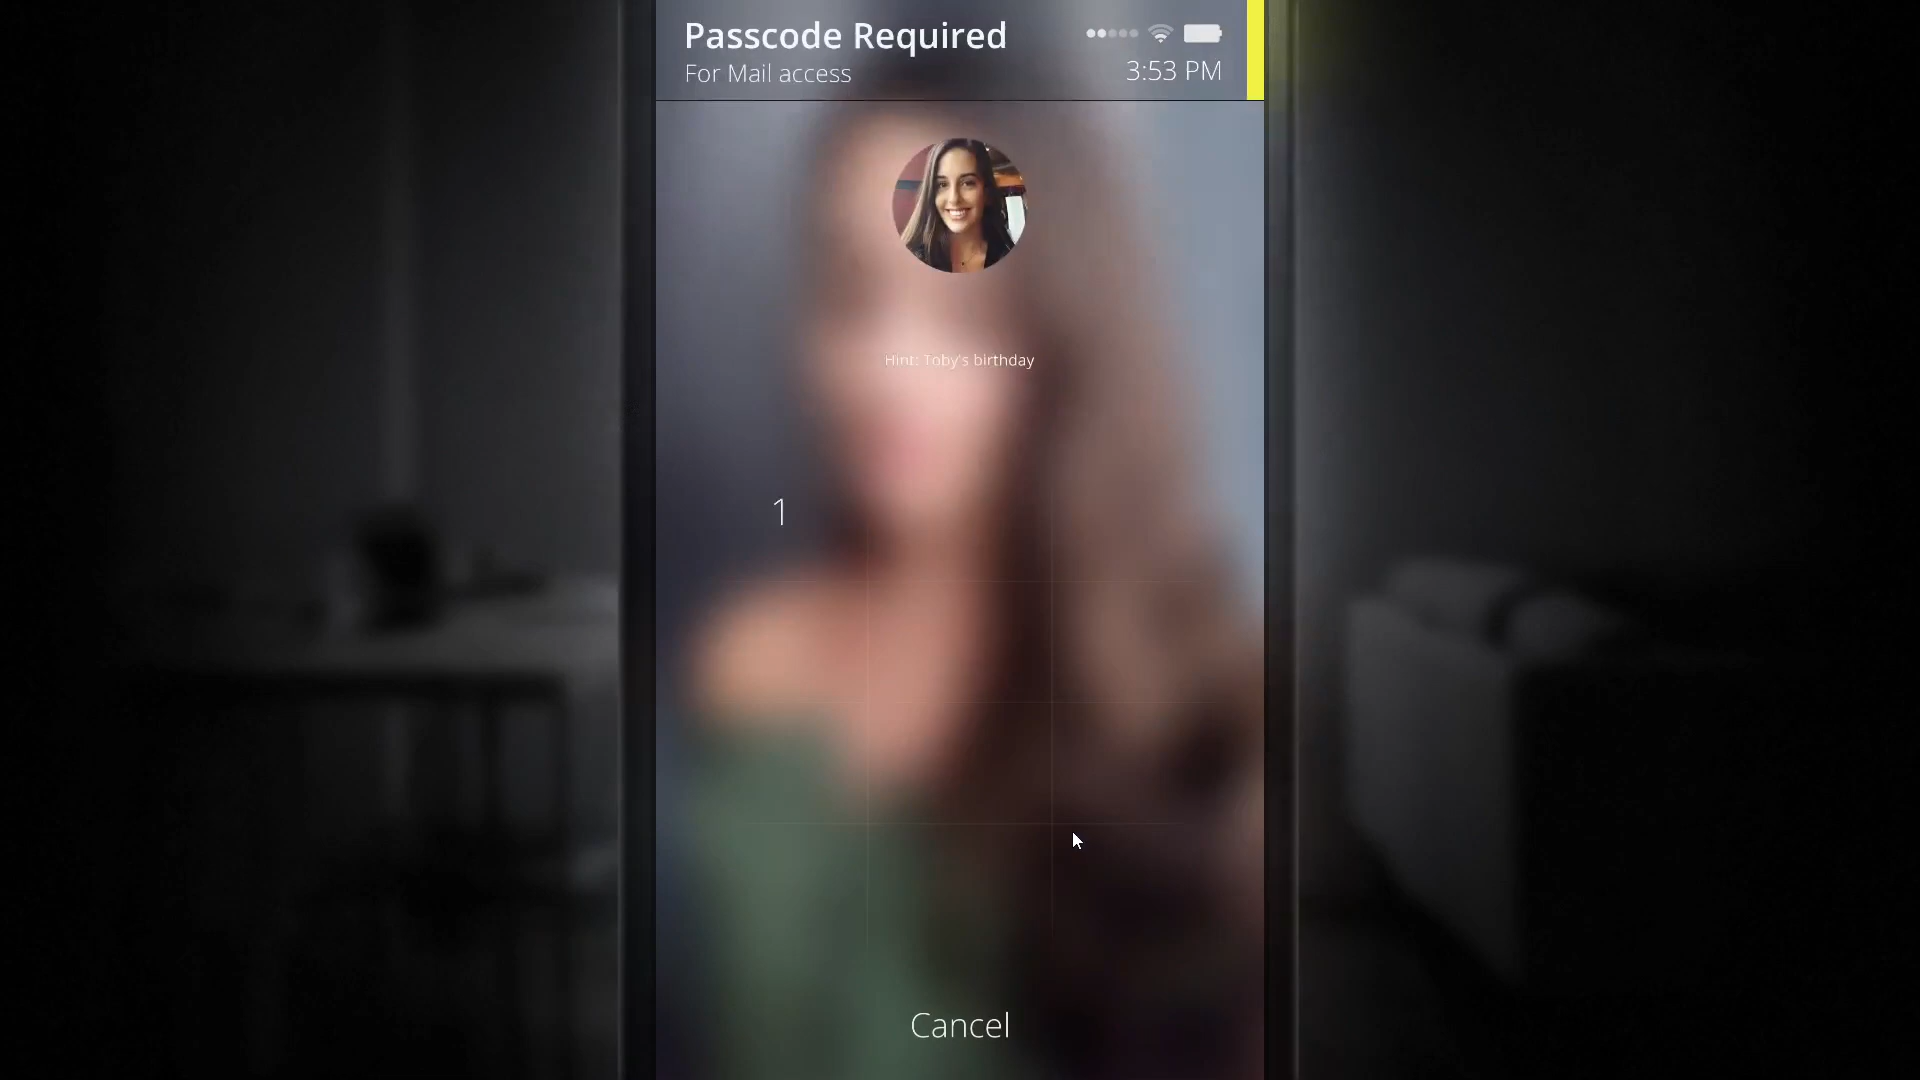 Passcode Required
For Mail access
3:53 PM
Hint: Toby's birthday
1
Cancel